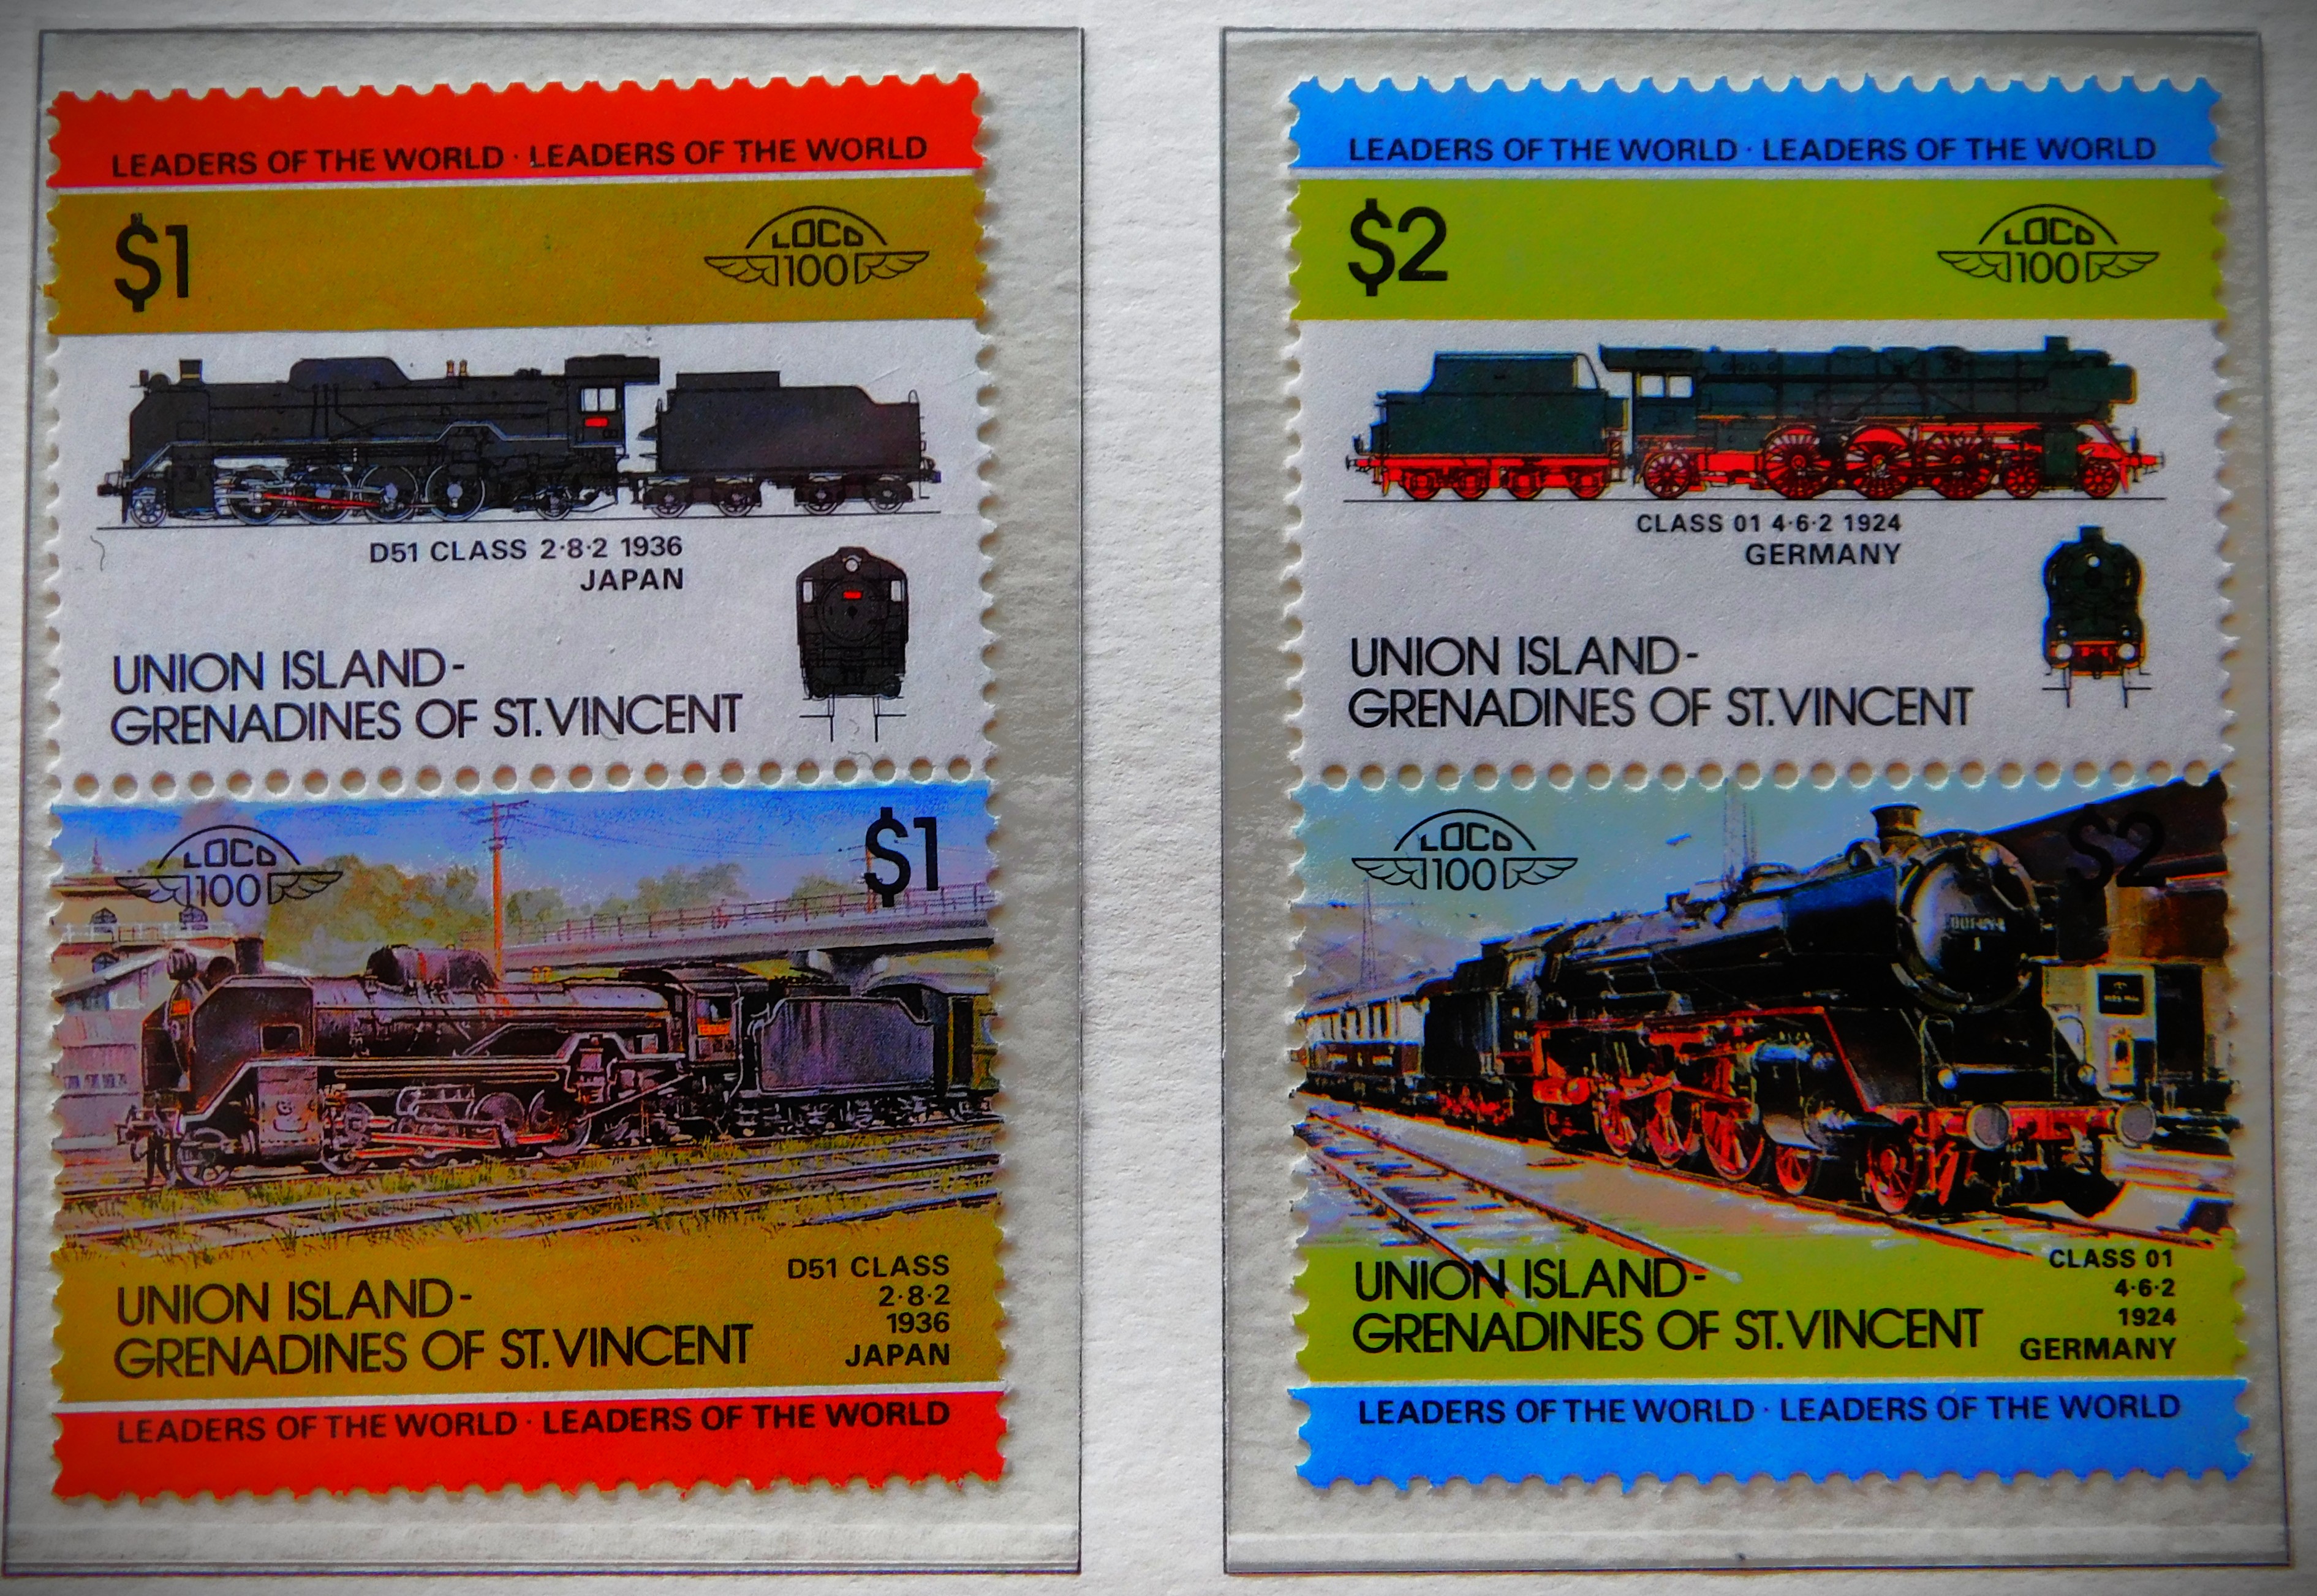 LEADERS OF THE WORLD · LEADERS OF THE WORLD
$1
LOCO
100
D51 CLASS 2·8·2 1936
JAPAN
UNION ISLAND-
GRENADINES OF ST. VINCENT
LOCO
100
$1
UNION ISLAND-
GRENADINES OF ST. VINCENT
D51 CLASS
2·8·2
1936
JAPAN
LEADERS OF THE WORLD · LEADERS OF THE WORLD
LEADERS OF THE WORLD · LEADERS OF THE WORLD
$2
LOCO
100
CLASS 01 4·6·2 1924
GERMANY
UNION ISLAND-
GRENADINES OF ST. VINCENT
LOCO
100
$2
UNION ISLAND-
GRENADINES OF ST. VINCENT
CLASS 01
4·6·2
1924
GERMANY
LEADERS OF THE WORLD · LEADERS OF THE WORLD